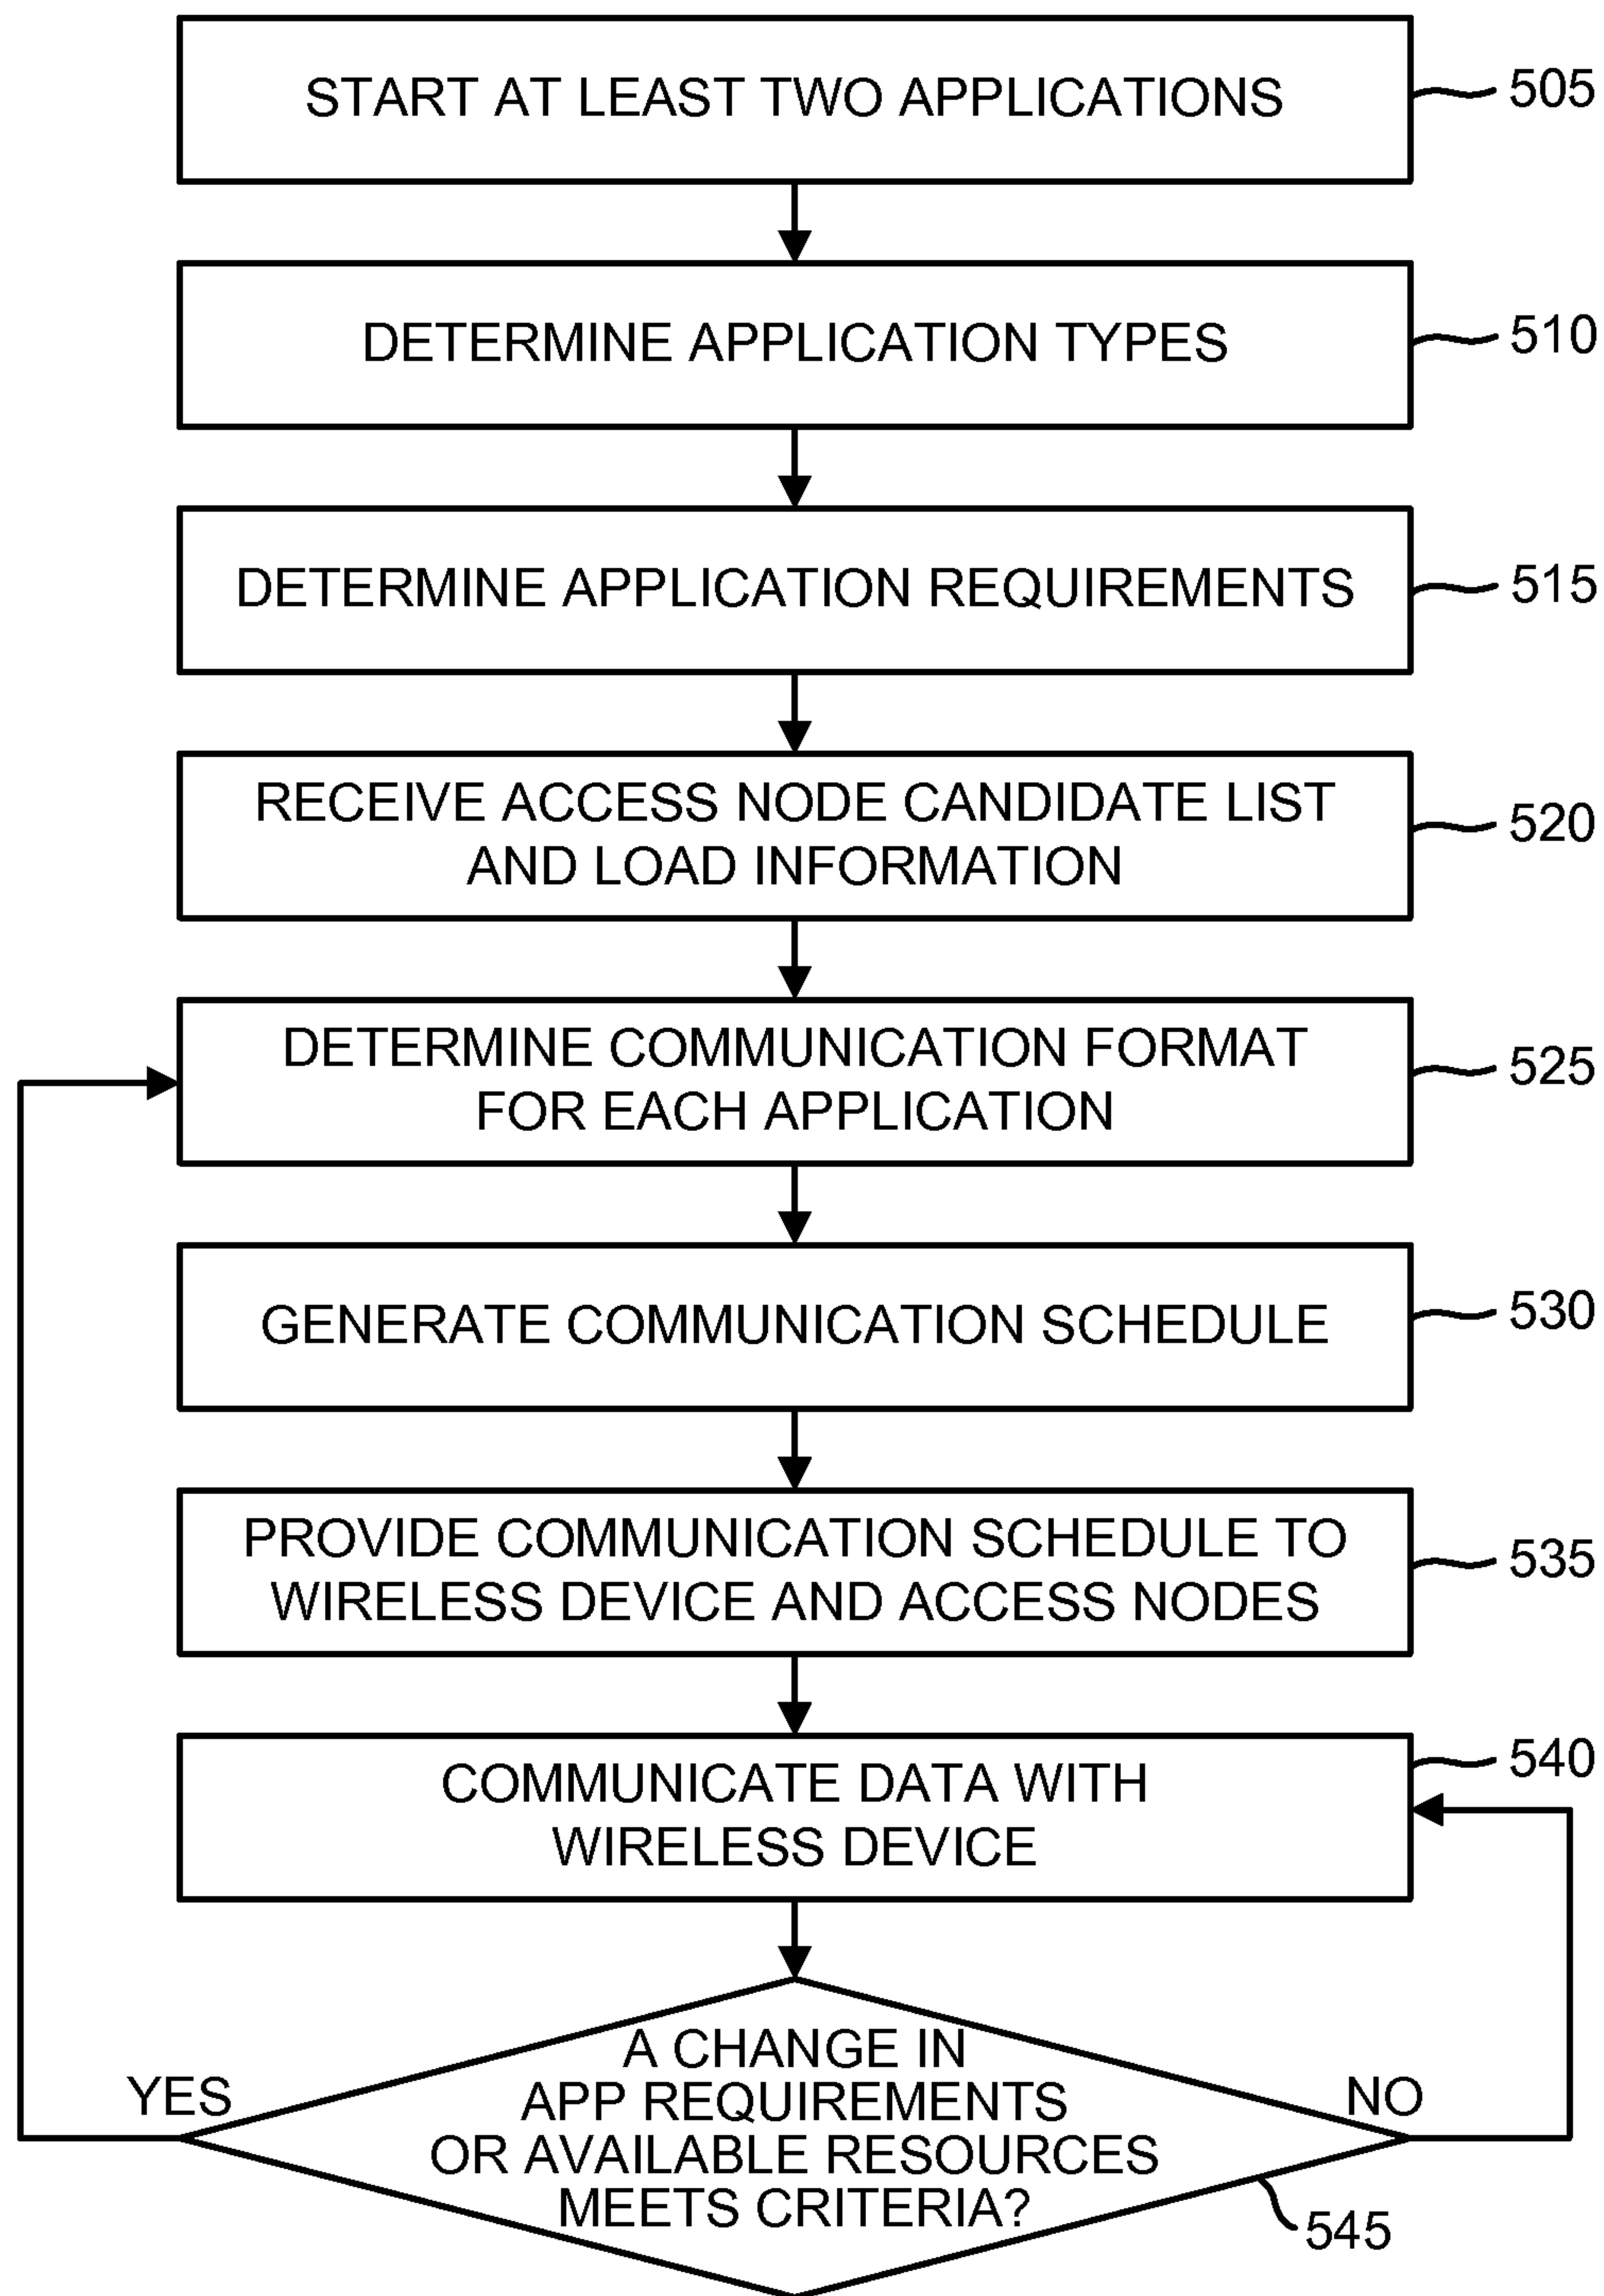 START AT LEAST TWO APPLICATIONS
505
DETERMINE APPLICATION TYPES
510
DETERMINE APPLICATION REQUIREMENTS
515
RECEIVE ACCESS NODE CANDIDATE LIST
AND LOAD INFORMATION
520
DETERMINE COMMUNICATION FORMAT
FOR EACH APPLICATION
525
GENERATE COMMUNICATION SCHEDULE
530
PROVIDE COMMUNICATION SCHEDULE TO
WIRELESS DEVICE AND ACCESS NODES
535
COMMUNICATE DATA WITH
WIRELESS DEVICE
540
A CHANGE IN
APP REQUIREMENTS
OR AVAILABLE RESOURCES
MEETS CRITERIA?
YES
NO
545